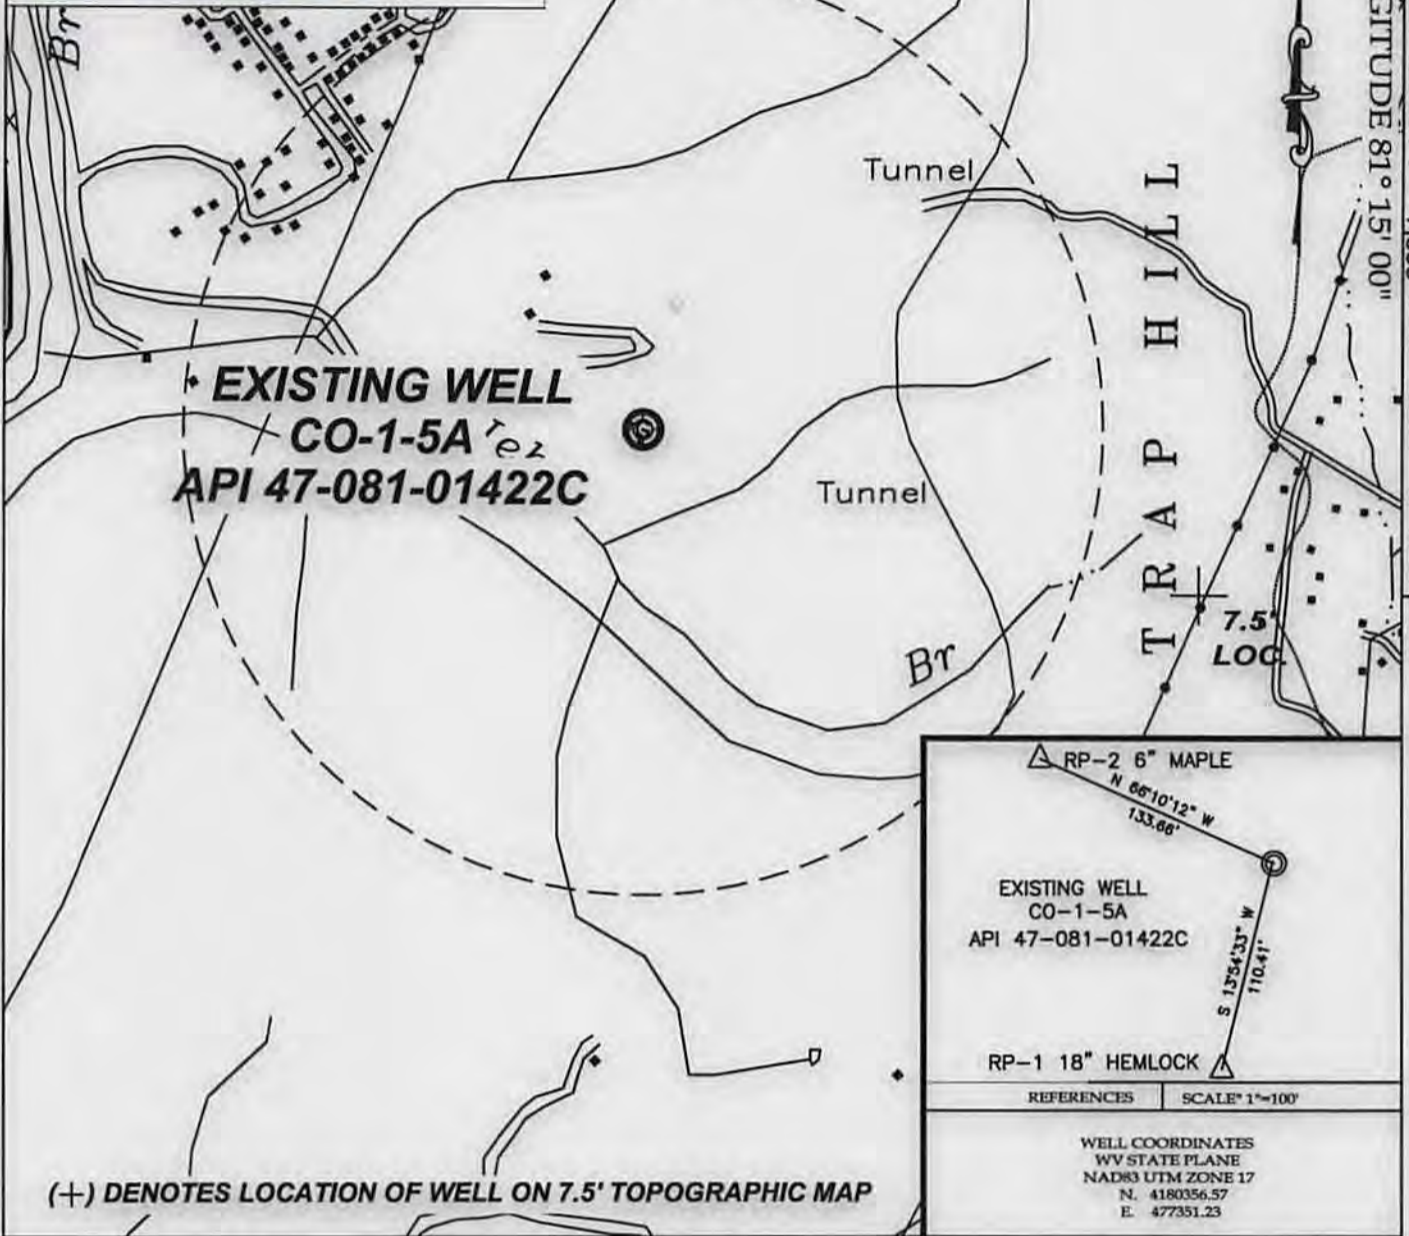 Br
GITUDE 81° 15' 00"
Tunnel
TRAP HILL
EXISTING WELL
CO-1-5A
API 47-081-01422C
G
Tunnel
7.5'
LOC.
Br
RP-2 6" MAPLE
N 66°10'12" W
133.66'
EXISTING WELL
CO-1-5A
API 47-081-01422C
S 13°54'33" W
110.41'
RP-1 18" HEMLOCK
REFERENCES
SCALE" 1"=100'
WELL COORDINATES
WV STATE PLANE
NAD83 UTM ZONE 17
N. 4180356.57
E. 477351.23
(+) DENOTES LOCATION OF WELL ON 7.5' TOPOGRAPHIC MAP